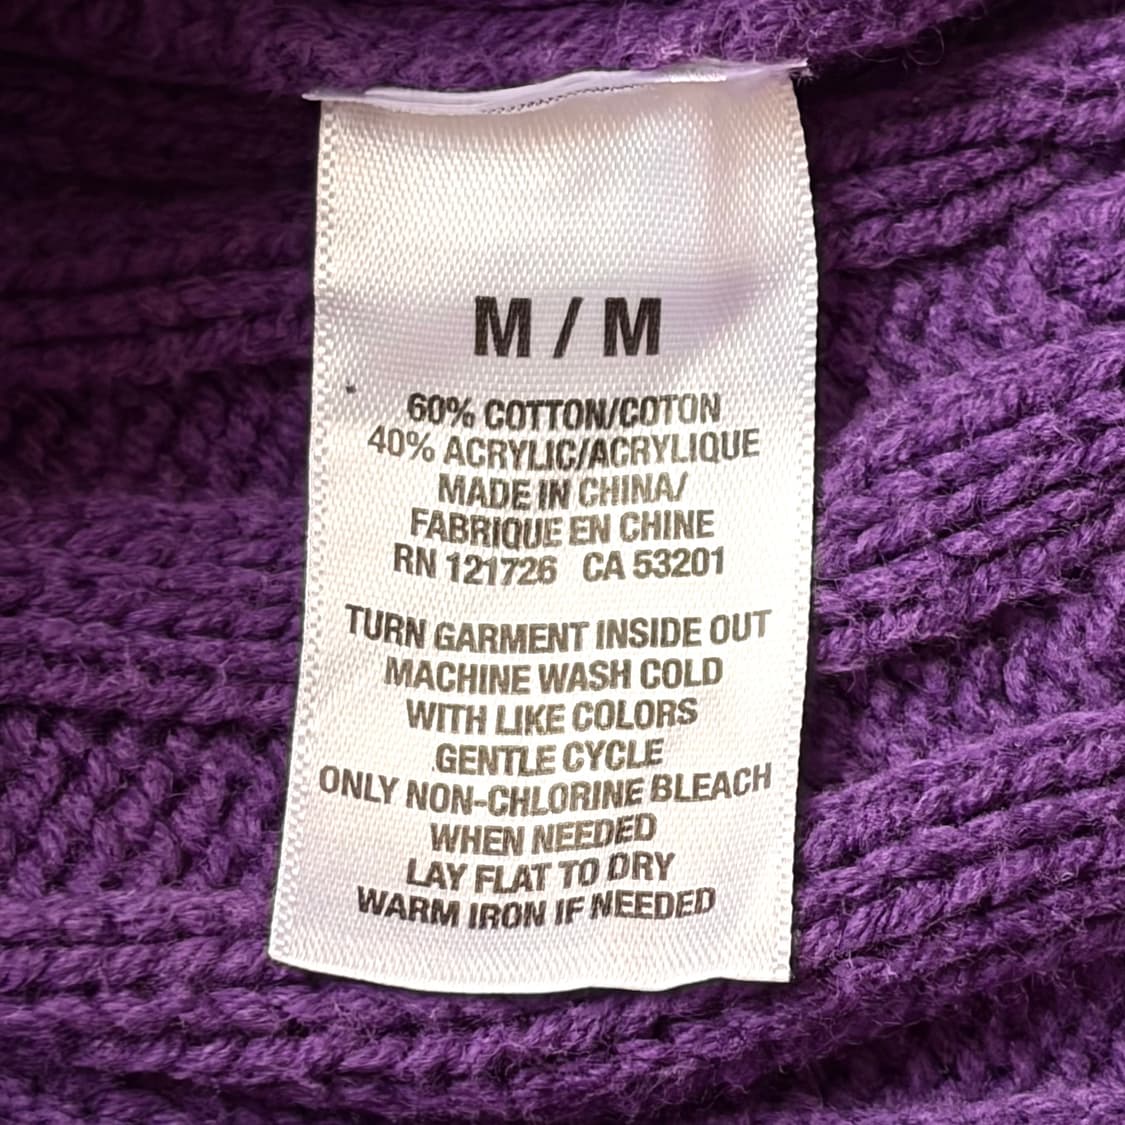 M / M
60% COTTON/COTON
40% ACRYLIC/ACRYLIQUE
MADE IN CHINA/
FABRIQUE EN CHINE
RN 121726 CA 53201
TURN GARMENT INSIDE OUT
MACHINE WASH COLD
WITH LIKE COLORS
GENTLE CYCLE
ONLY NON-CHLORINE BLEACH
WHEN NEEDED
LAY FLAT TO DRY
WARM IRON IF NEEDED